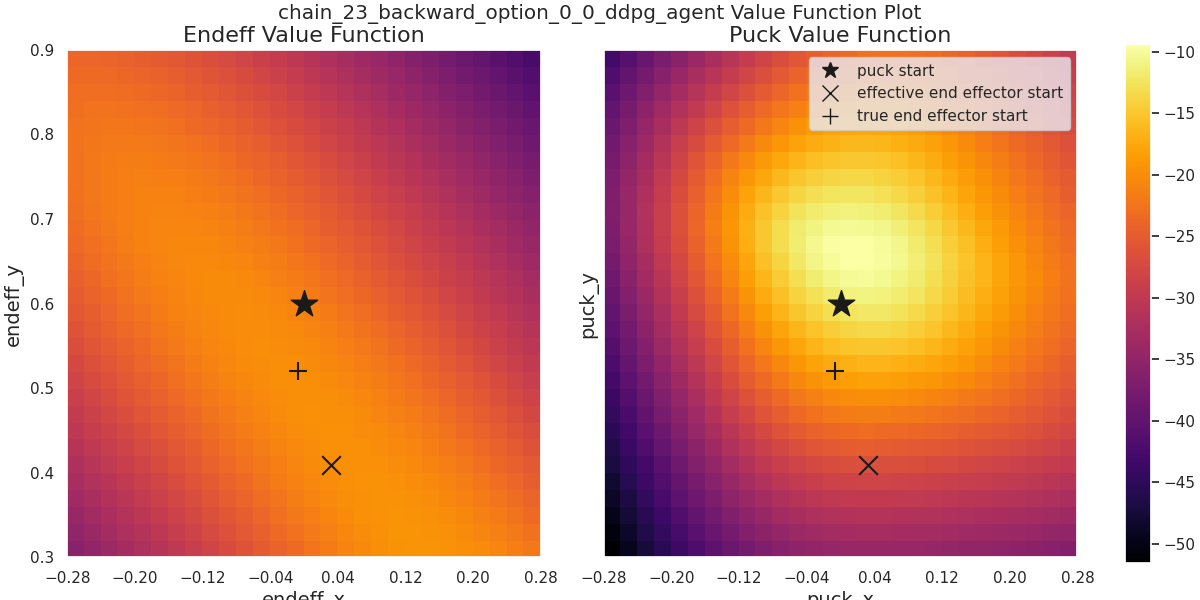 chain_23_backward_option_0_0_ddpg_agent Value Function Plot
Endeff Value Function
Puck Value Function
puck start
effective end effector start
true end effector start
endeff_y
0.9
0.8
0.7
0.6
0.5
0.4
0.3
−0.28 −0.20 −0.12 −0.04 0.04 0.12 0.20 0.28
endeff_x
puck_y
−0.28 −0.20 −0.12 −0.04 0.04 0.12 0.20 0.28
puck_x
−10
−15
−20
−25
−30
−35
−40
−45
−50